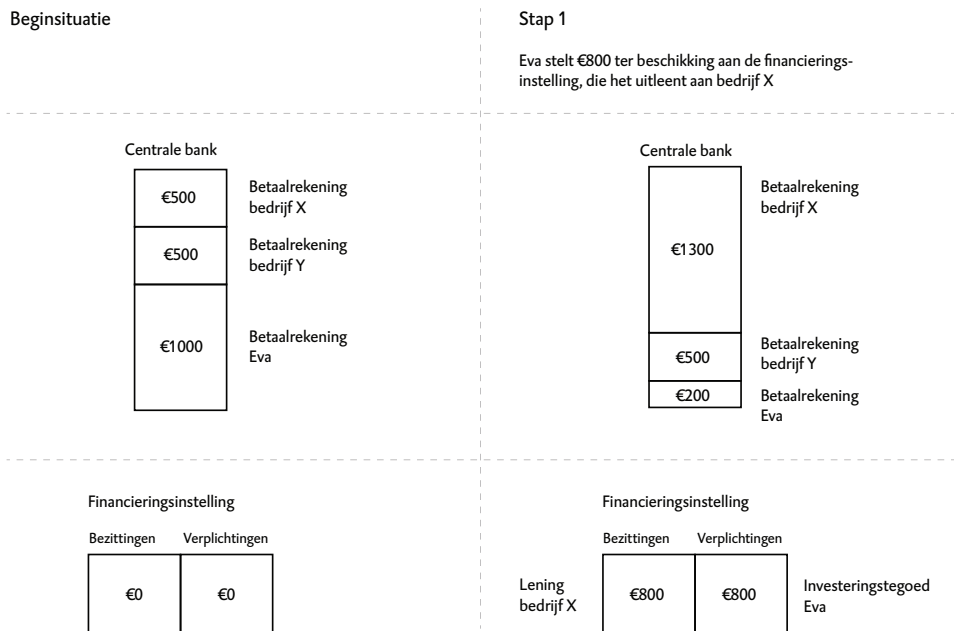 Beginsituatie
Stap 1
Eva stelt €800 ter beschikking aan de financierings-
instelling, die het uitleent aan bedrijf X
Centrale bank
€500
Betaalrekening
bedrijf X
€500
Betaalrekening
bedrijf Y
€1000
Betaalrekening
Eva
Centrale bank
€1300
Betaalrekening
bedrijf X
€500
Betaalrekening
bedrijf Y
€200
Betaalrekening
Eva
Financieringsinstelling
Bezittingen Verplichtingen
€0 €0
Financieringsinstelling
Bezittingen Verplichtingen
Lening
bedrijf X
€800 €800
Investeringstegoed
Eva